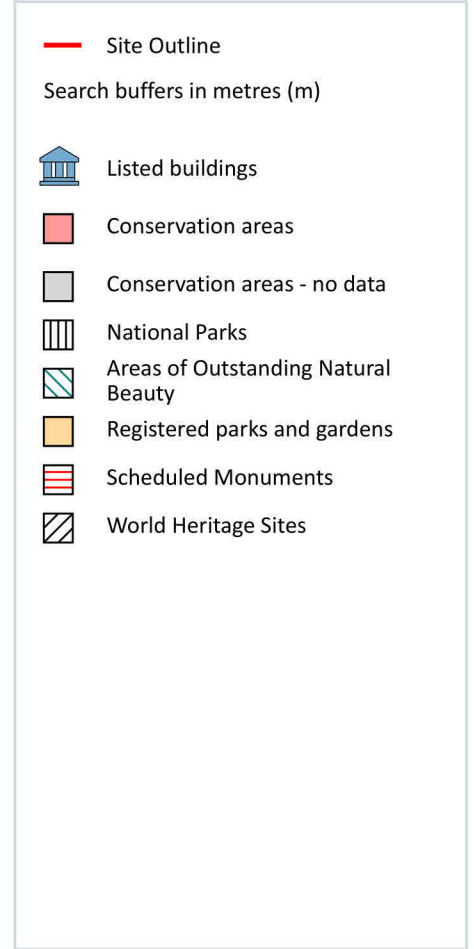 Site Outline
Search buffers in metres (m)
Listed buildings
Conservation areas
Conservation areas - no data
National Parks
Areas of Outstanding Natural
Beauty
Registered parks and gardens
Scheduled Monuments
World Heritage Sites